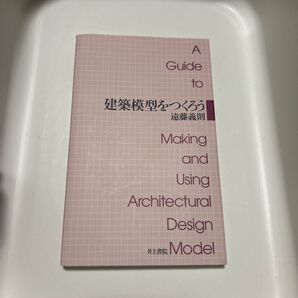 A
Guide
to
建築模型をつくろう
遠藤義則
Making
and
Using
Architectural
Design
Model
井上書院